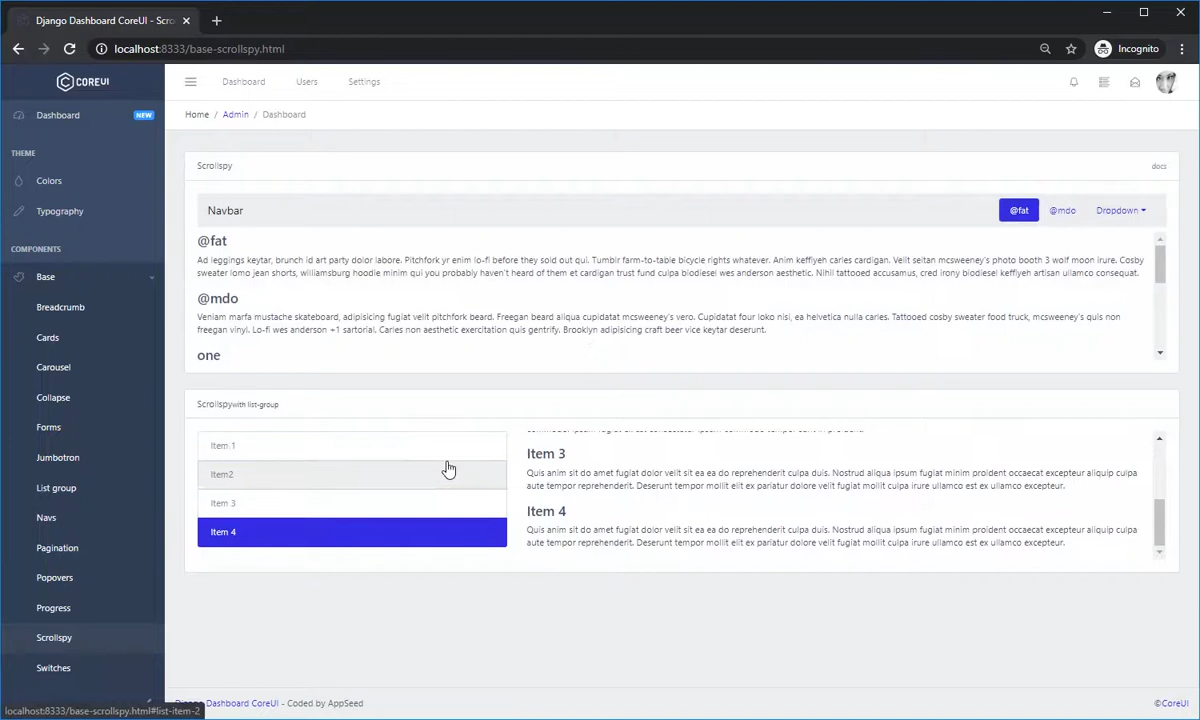 Django Dashboard CoreUI - Scro
localhost:8333/base-scrollspy.html
Incognito
COREUI
Dashboard Users Settings
Home / Admin / Dashboard
Dashboard NEW
THEME
Colors
Typography
COMPONENTS
Base
Breadcrumb
Cards
Carousel
Collapse
Forms
Jumbotron
List group
Navs
Pagination
Popovers
Progress
Scrollspy
Switches
Scrollspy docs
Navbar @fat @mdo Dropdown
@fat
Ad leggings keytar, brunch id art party dolor labore. Pitchfork yr enim lo-fi before they sold out qui. Tumblr farm-to-table bicycle rights whatever. Anim keffiyeh carles cardigan. Velit seitan mcsweeney's photo booth 3 wolf moon irure. Cosby
sweater lomo jean shorts, williamsburg hoodie minim qui you probably haven't heard of them et cardigan trust fund culpa biodiesel wes anderson aesthetic. Nihil tattooed accusamus, cred irony biodiesel keffiyeh artisan ullamco consequat.
@mdo
Veniam marfa mustache skateboard, adipisicing fugiat velit pitchfork beard. Freegan beard aliqua cupidatat mcsweeney's vero. Cupidatat four loko nisi, ea helvetica nulla carles. Tattooed cosby sweater food truck, mcsweeney's quis non
freegan vinyl. Lo-fi wes anderson +1 sartorial. Carles non aesthetic exercitation quis gentrify. Brooklyn adipisicing craft beer vice keytar deserunt.
one
Scrollspy with list-group
Item 1
Item2
Item 3
Item 4
Item 3
Quis anim sit do amet fugiat dolor velit sit ea ea do reprehenderit culpa duis. Nostrud aliqua ipsum fugiat minim proident occaecat excepteur aliquip culpa
aute tempor reprehenderit. Deserunt tempor mollit elit ex pariatur dolore velit fugiat mollit culpa irure ullamco est ex ullamco excepteur.
Item 4
Quis anim sit do amet fugiat dolor velit sit ea ea do reprehenderit culpa duis. Nostrud aliqua ipsum fugiat minim proident occaecat excepteur aliquip culpa
aute tempor reprehenderit. Deserunt tempor mollit elit ex pariatur dolore velit fugiat mollit culpa irure ullamco est ex ullamco excepteur.
Dashboard CoreUI - Coded by AppSeed
©CoreUI
localhost:8333/base-scrollspy.html#list-item-2